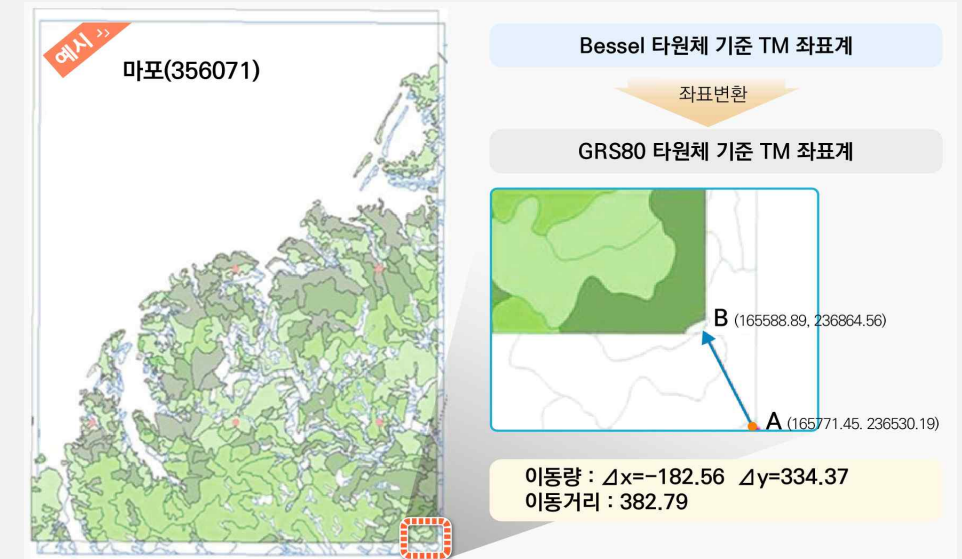 예시 >>
마포(356071)
Bessel 타원체 기준 TM 좌표계
좌표변환
GRS80 타원체 기준 TM 좌표계
B (165588.89, 236864.56)
A (165771.45. 236530.19)
이동량 : ⊿x=-182.56 ⊿y=334.37
이동거리 : 382.79